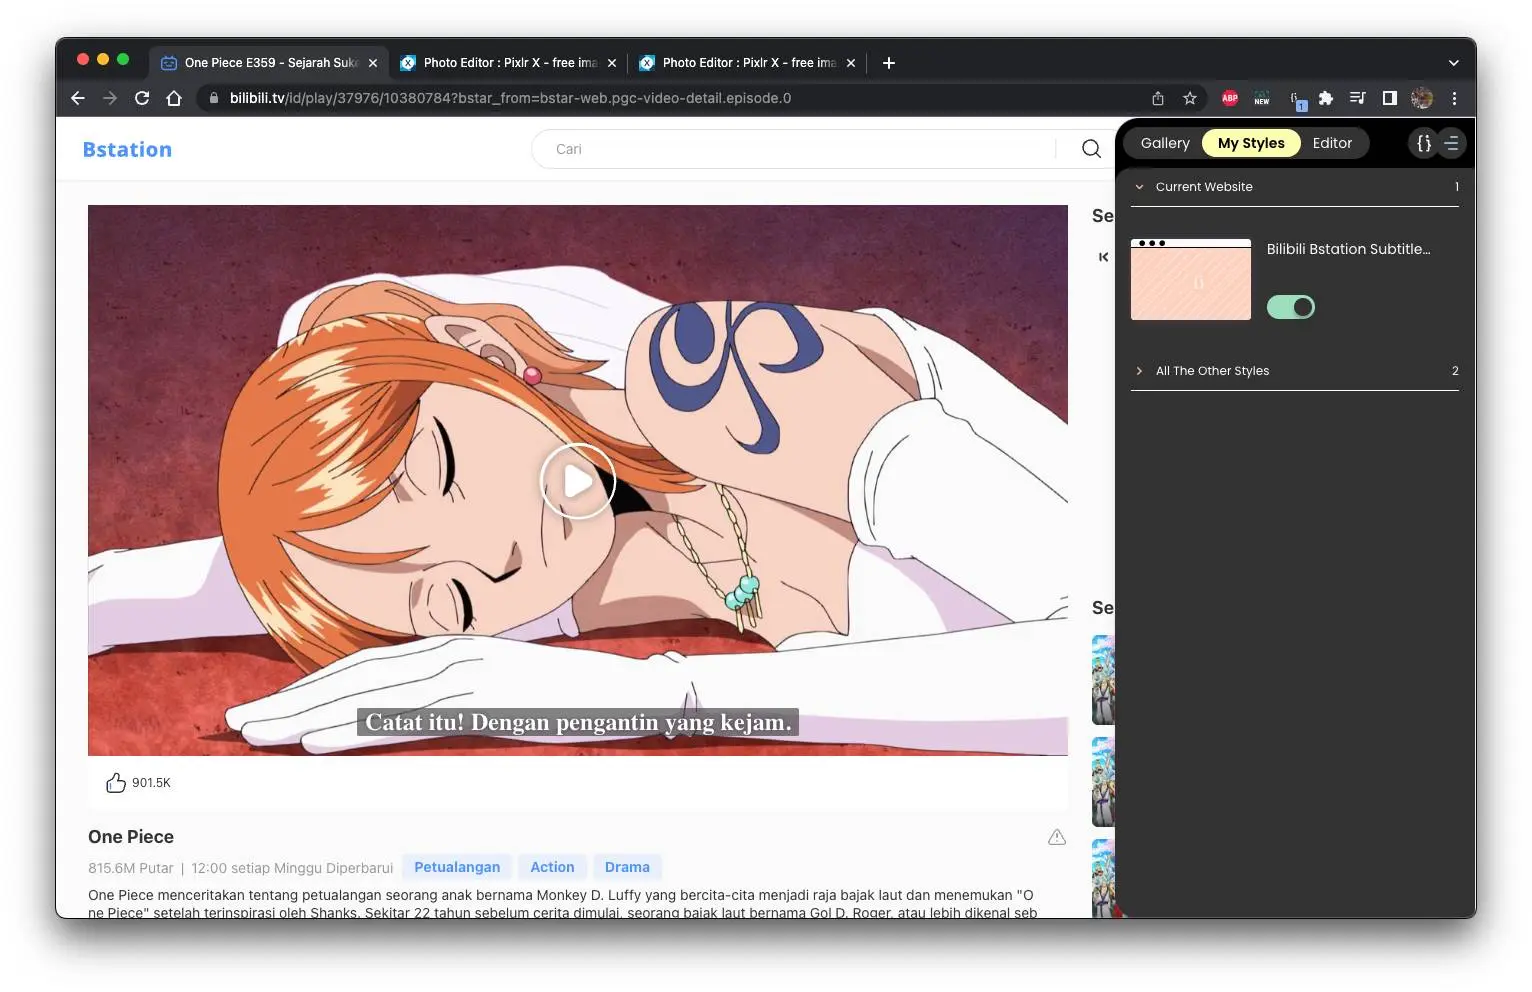 One Piece E359 - Sejarah Suk
Photo Editor : Pixlr X - free ima
Photo Editor : Pixlr X - free ima
bilibili.tv/id/play/37976/10380784?bstar_from=bstar-web.pgc-video-detail.episode.0
ABP
NEW
1
Bstation
Cari
Gallery
My Styles
Editor
{}
Current Website
1
Se
Bilibili Bstation Subtitle...
All The Other Styles
2
Se
Catat itu! Dengan pengantin yang kejam.
901.5K
One Piece
815.6M Putar | 12:00 setiap Minggu Diperbarui
Petualangan
Action
Drama
One Piece menceritakan tentang petualangan seorang anak bernama Monkey D. Luffy yang bercita-cita menjadi raja bajak laut dan menemukan "O
ne Piece" setelah terinspirasi oleh Shanks. Sekitar 22 tahun sebelum cerita dimulai, seorang bajak laut bernama Gol D. Roger, atau lebih dikenal seb